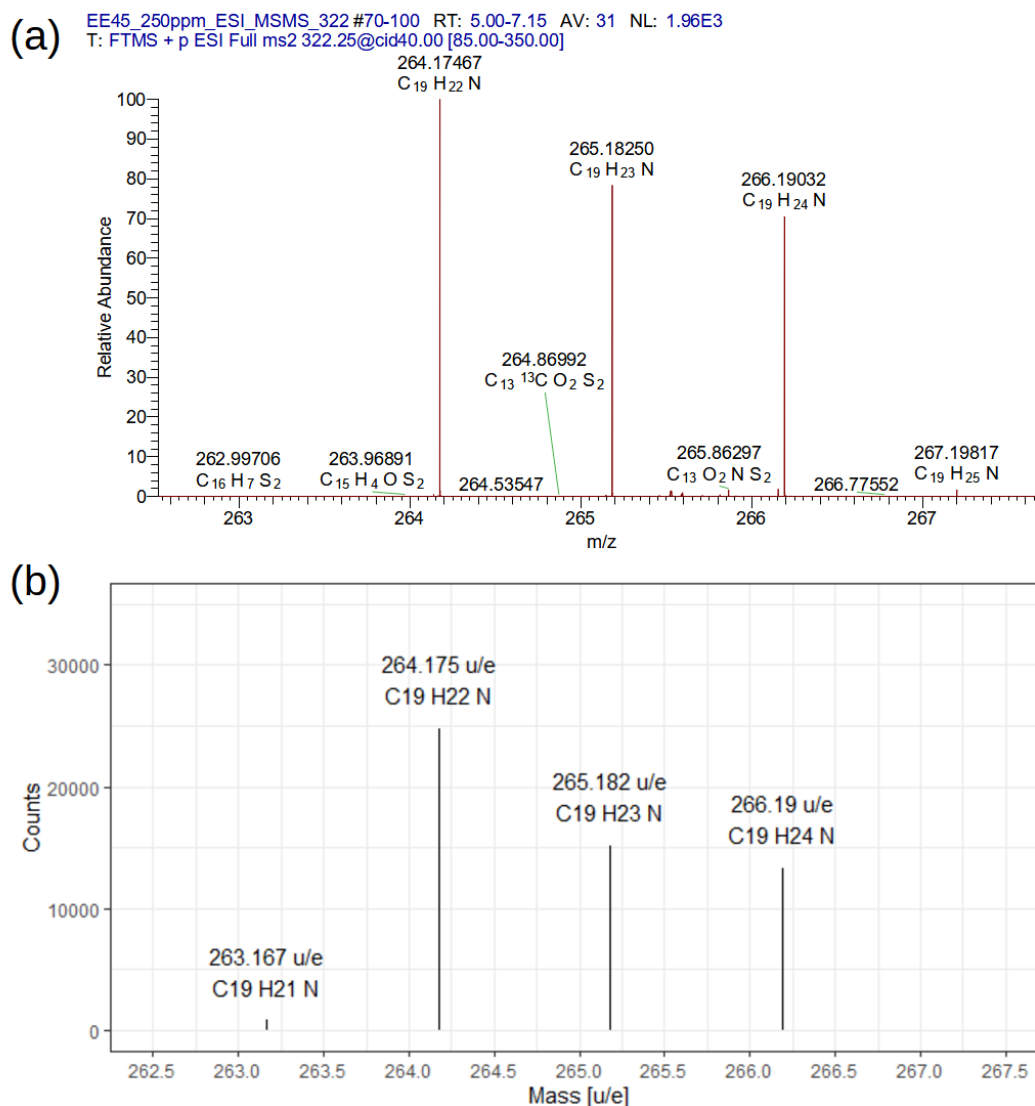 (a)
EE45_250ppm_ESI_MSMS_322 #70-100 RT: 5.00-7.15 AV: 31 NL: 1.96E3
T: FTMS + p ESI Full ms2 322.25@cid40.00 [85.00-350.00]
264.17467
C₁₉ H₂₂ N
265.18250
C₁₉ H₂₃ N
266.19032
C₁₉ H₂₄ N
264.86992
C₁₃ ¹³C O₂ S₂
262.99706
C₁₆ H₇ S₂
263.96891
C₁₅ H₄ O S₂
264.53547
265.86297
C₁₃ O₂ N S₂
266.77552
267.19817
C₁₉ H₂₅ N
100
90
80
70
60
50
40
30
20
10
0
Relative Abundance
263
264
265
266
267
m/z
(b)
264.175 u/e
C19 H22 N
265.182 u/e
C19 H23 N
266.19 u/e
C19 H24 N
263.167 u/e
C19 H21 N
30000
20000
10000
0
Counts
262.5
263.0
263.5
264.0
264.5
265.0
265.5
266.0
266.5
267.0
267.5
Mass [u/e]